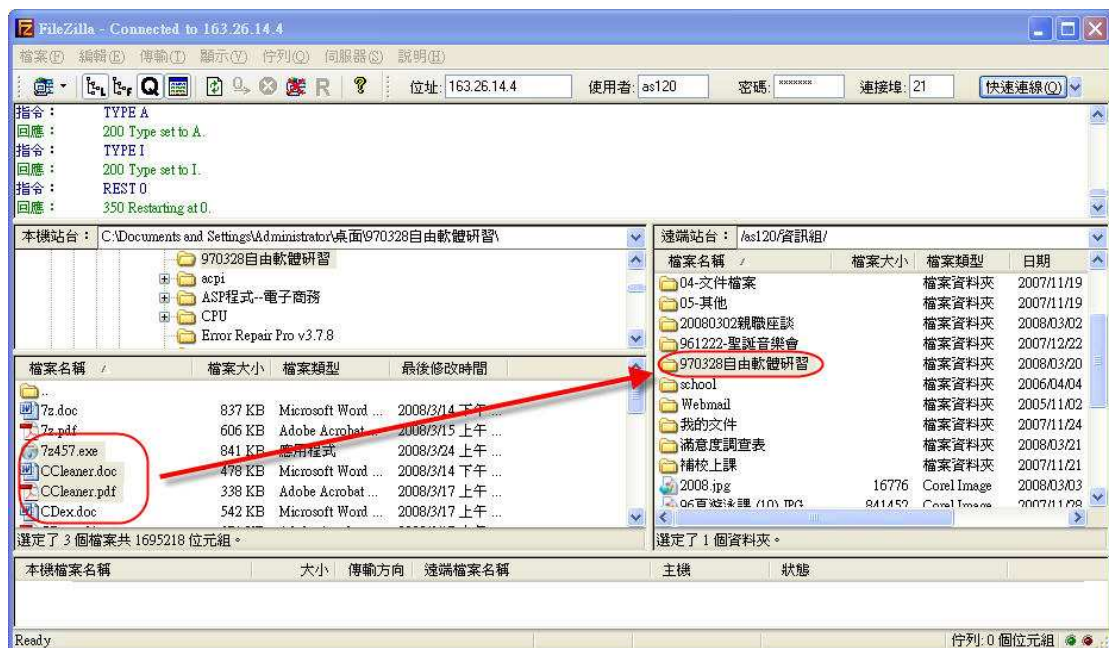 FileZilla - Connected to 163.26.14.4
檔案(F) 編輯(E) 傳輸(T) 顯示(V) 佇列(Q) 伺服器(S) 說明(H)
位址: 163.26.14.4 使用者: as120 密碼: ******* 連接埠: 21 快速連線(Q)
指令： TYPE A
回應： 200 Type set to A.
指令： TYPE I
回應： 200 Type set to I.
指令： REST 0
回應： 350 Restarting at 0.
本機站台： C:\Documents and Settings\Administrator\桌面\970328自由軟體研習\
970328自由軟體研習
acpi
ASP程式--電子商務
CPU
Error Repair Pro v3.7.8
檔案名稱 / 檔案大小 檔案類型 最後修改時間
..
7z.doc 837 KB Microsoft Word ... 2008/3/14 下午 ...
7z.pdf 606 KB Adobe Acrobat ... 2008/3/15 上午 ...
7z457.exe 841 KB 應用程式 2008/3/24 上午 ...
CCleaner.doc 478 KB Microsoft Word ... 2008/3/14 上午 ...
CCleaner.pdf 338 KB Adobe Acrobat ... 2008/3/17 上午 ...
CDex.doc 542 KB Microsoft Word ... 2008/3/17 上午 ...
選定了 3 個檔案共 1695218 位元組。
遠端站台： /as120/資訊組/
檔案名稱 / 檔案大小 檔案類型 日期
04-文件檔案 檔案資料夾 2007/11/19
05-其他 檔案資料夾 2007/11/19
20080302親職座談 檔案資料夾 2008/03/02
961222-聖誕音樂會 檔案資料夾 2007/12/22
970328自由軟體研習 檔案資料夾 2008/03/20
school 檔案資料夾 2006/04/04
Webmail 檔案資料夾 2005/11/02
我的文件 檔案資料夾 2007/11/24
滿意度調查表 檔案資料夾 2008/03/21
補校上課 檔案資料夾 2007/11/21
2008.jpg 16776 Corel Image 2008/03/03
(10).JPG 841452 Corel Image 2007/11/28
選定了 1 個資料夾。
本機檔案名稱 大小 傳輸方向 遠端檔案名稱 主機 狀態
Ready 佇列: 0 個位元組